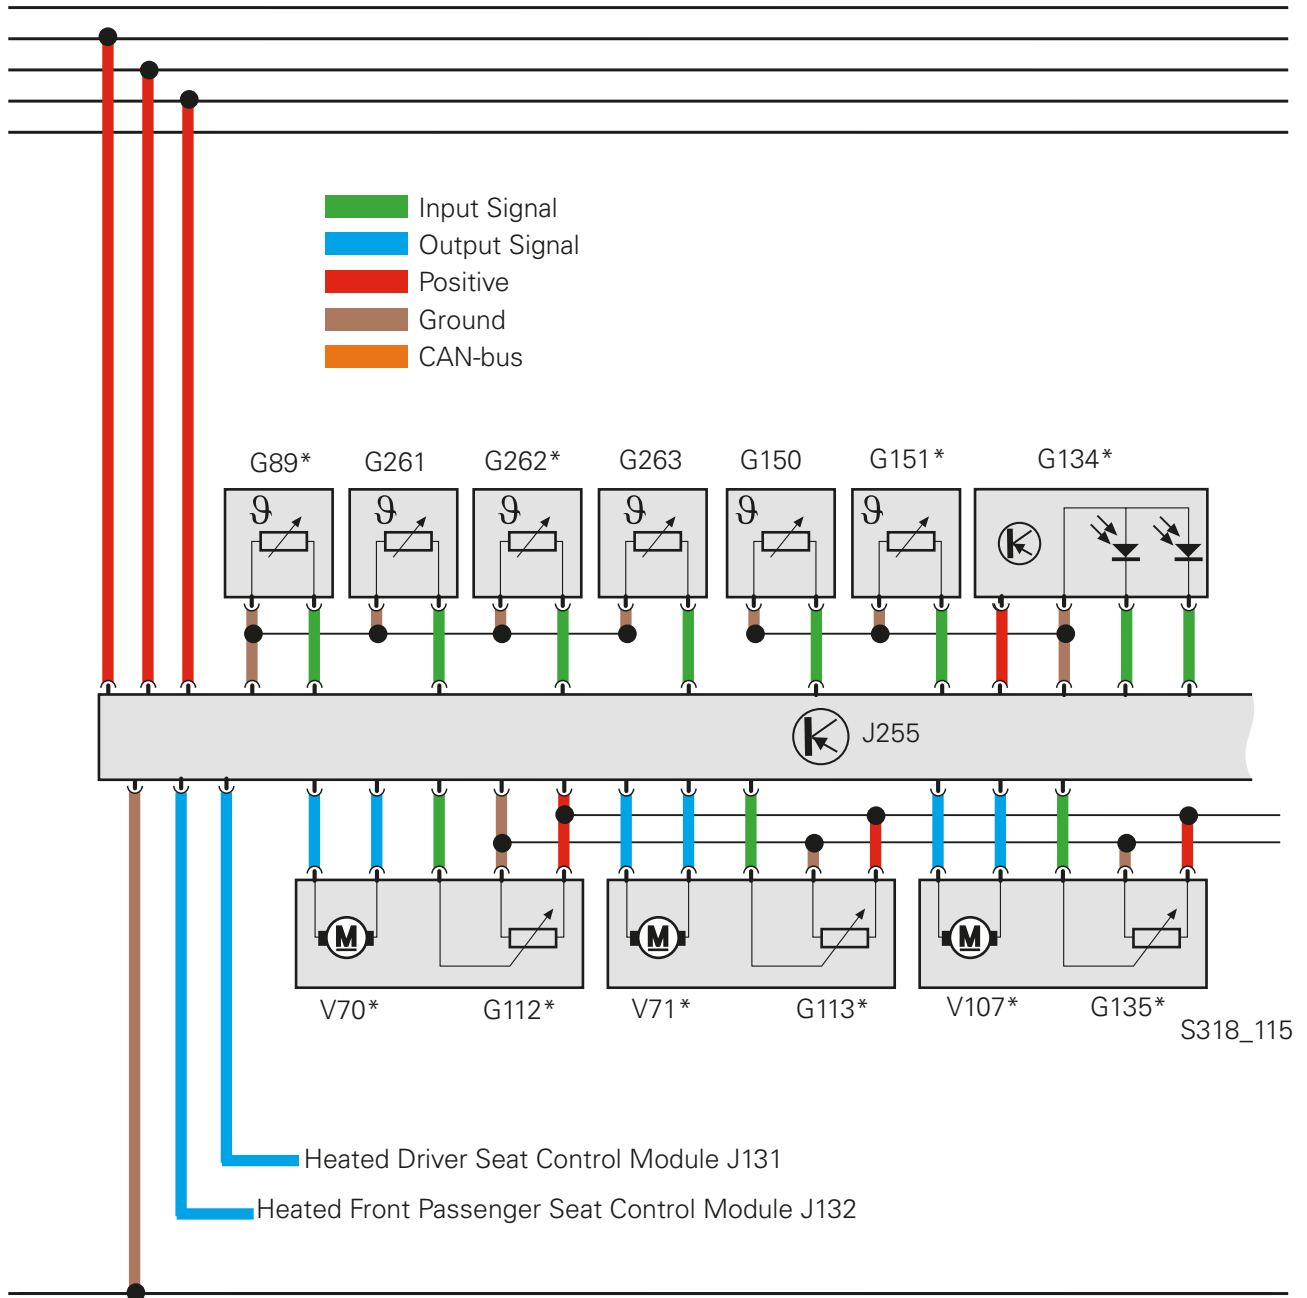 Input Signal
Output Signal
Positive
Ground
CAN-bus
G89* G261 G262* G263 G150 G151* G134*
ϑ ϑ ϑ ϑ ϑ ϑ
J255
M M M
V70* G112* V71* G113* V107* G135*
S318_115
Heated Driver Seat Control Module J131
Heated Front Passenger Seat Control Module J132